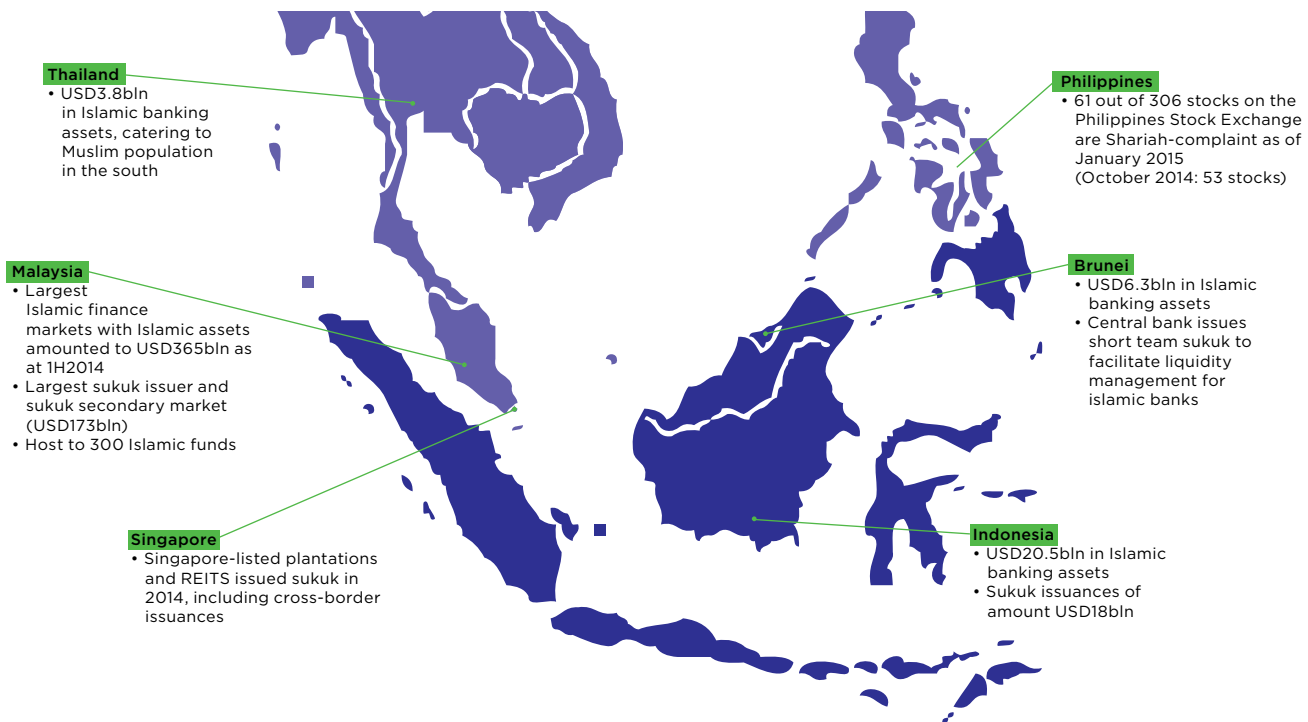 Thailand
• USD3.8bln
in Islamic banking
assets, catering to
Muslim population
in the south
Philippines
• 61 out of 306 stocks on the
Philippines Stock Exchange
are Shariah-complaint as of
January 2015
(October 2014: 53 stocks)
Malaysia
• Largest
Islamic finance
markets with Islamic assets
amounted to USD365bln as
at 1H2014
• Largest sukuk issuer and
sukuk secondary market
(USD173bln)
• Host to 300 Islamic funds
Brunei
• USD6.3bln in Islamic
banking assets
• Central bank issues
short team sukuk to
facilitate liquidity
management for
islamic banks
Singapore
• Singapore-listed plantations
and REITS issued sukuk in
2014, including cross-border
issuances
Indonesia
• USD20.5bln in Islamic
banking assets
• Sukuk issuances of
amount USD18bln